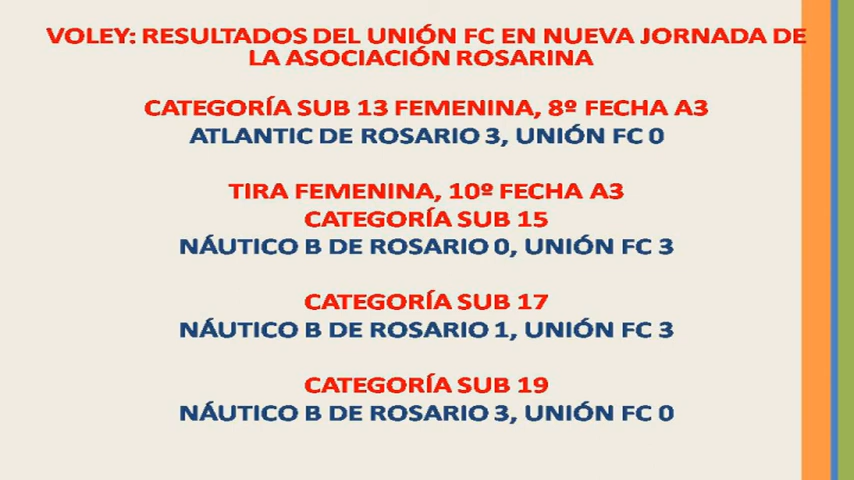 VOLEY: RESULTADOS DEL UNIÓN FC EN NUEVA JORNADA DE
LA ASOCIACIÓN ROSARINA
CATEGORÍA SUB 13 FEMENINA, 8º FECHA A3
ATLANTIC DE ROSARIO 3, UNIÓN FC 0
TIRA FEMENINA, 10º FECHA A3
CATEGORÍA SUB 15
NÁUTICO B DE ROSARIO 0, UNIÓN FC 3
CATEGORÍA SUB 17
NÁUTICO B DE ROSARIO 1, UNIÓN FC 3
CATEGORÍA SUB 19
NÁUTICO B DE ROSARIO 3, UNIÓN FC 0